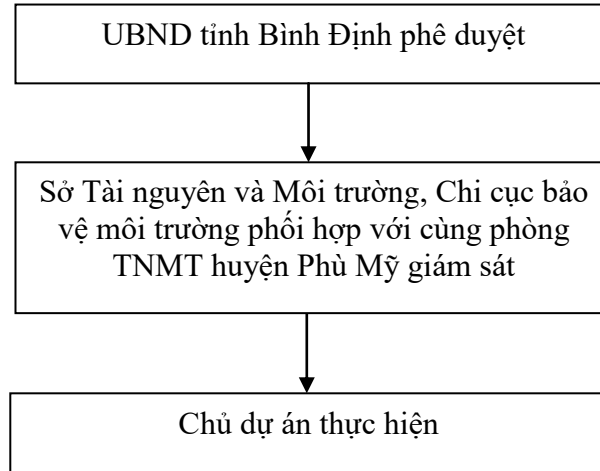 UBND tỉnh Bình Định phê duyệt
Sở Tài nguyên và Môi trường, Chi cục bảo
vệ môi trường phối hợp với cùng phòng
TNMT huyện Phù Mỹ giám sát
Chủ dự án thực hiện